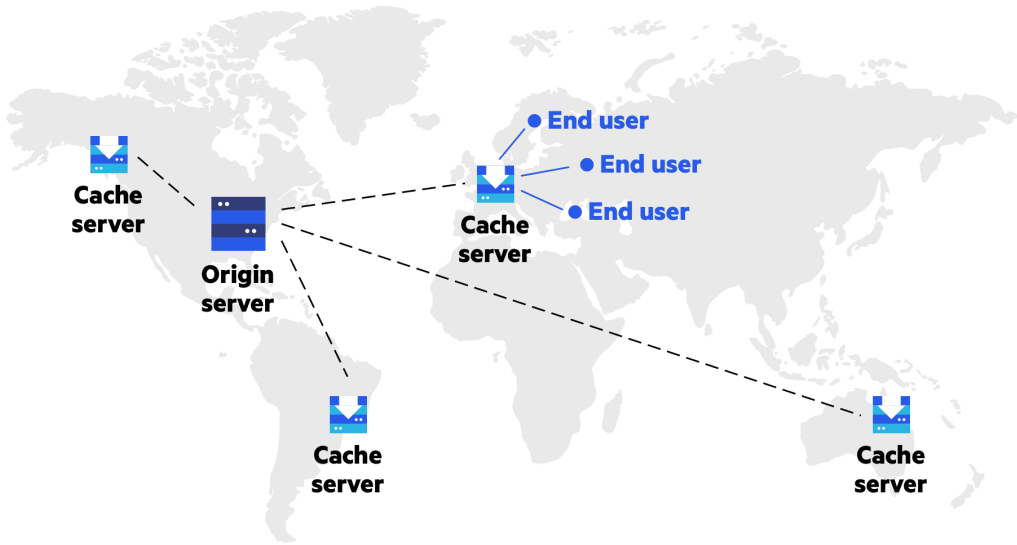 End user
End user
Cache
server
End user
Cache
server
Origin
server
Cache
server
Cache
server